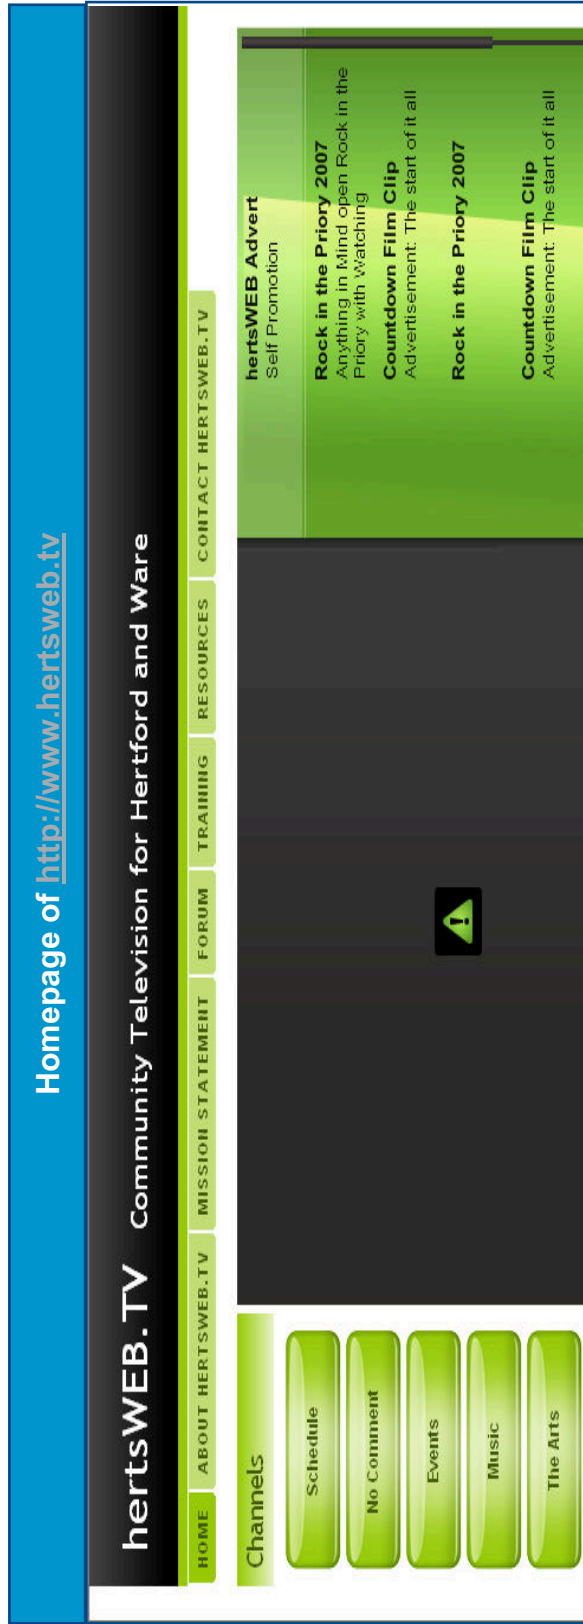 Homepage of http://www.hertsweb.tv
hertsWEB.TV Community Television for Hertford and Ware
HOME ABOUT HERTSWEB.TV MISSION STATEMENT FORUM TRAINING RESOURCES CONTACT HERTSWEB.TV
Channels
Schedule
No Comment
Events
Music
The Arts
hertsWEB Advert
Self Promotion
Rock in the Priory 2007
Anything in Mind open Rock in the
Priory with Watching
Countdown Film Clip
Advertisement: The start of it all
Rock in the Priory 2007
Countdown Film Clip
Advertisement: The start of it all